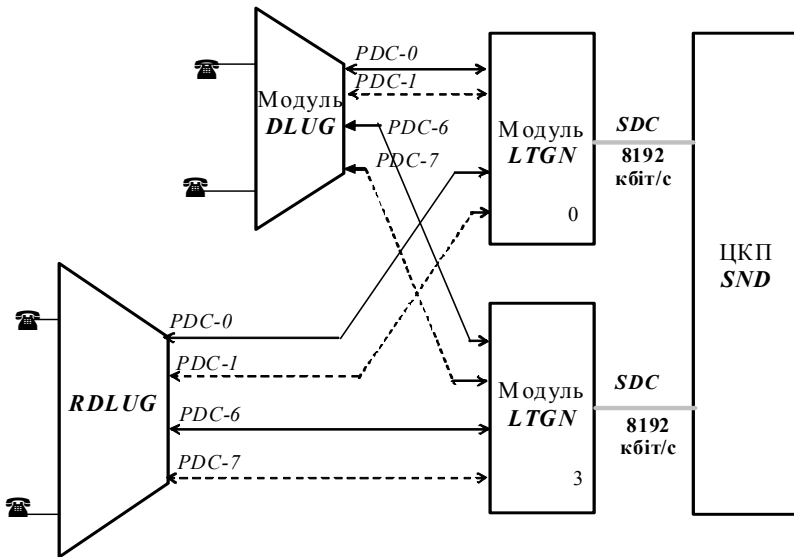 PDC-0
PDC-1
Модуль
DLUG
PDC-6
PDC-7
Модуль
LTGN
0
SDC
8192
кбіт/с
ЦКП
SND
PDC-0
PDC-1
RDLUG
PDC-6
PDC-7
Модуль
LTGN
3
SDC
8192
кбіт/с